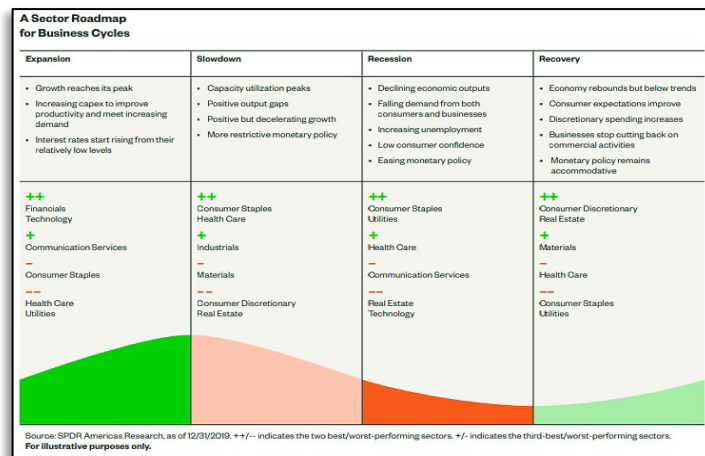 A Sector Roadmap
for Business Cycles
Expansion
• Growth reaches its peak
• Increasing capex to improve
productivity and meet increasing
demand
• Interest rates start rising from their
relatively low levels
++
Financials
Technology
+
Communication Services
–
Consumer Staples
––
Health Care
Utilities
Slowdown
• Capacity utilization peaks
• Positive output gaps
• Positive but decelerating growth
• More restrictive monetary policy
++
Consumer Staples
Health Care
+
Industrials
–
Materials
––
Consumer Discretionary
Real Estate
Recession
• Declining economic outputs
• Falling demand from both
consumers and businesses
• Increasing unemployment
• Low consumer confidence
• Easing monetary policy
++
Consumer Staples
Utilities
+
Health Care
–
Communication Services
––
Real Estate
Technology
Recovery
• Economy rebounds but below trends
• Consumer expectations improve
• Discretionary spending increases
• Businesses stop cutting back on
commercial activities
• Monetary policy remains
accommodative
++
Consumer Discretionary
Real Estate
+
Materials
–
Health Care
––
Consumer Staples
Utilities
Source: SPDR Americas Research, as of 12/31/2019. ++/-- indicates the two best/worst-performing sectors. +/- indicates the third-best/worst-performing sectors.
For illustrative purposes only.